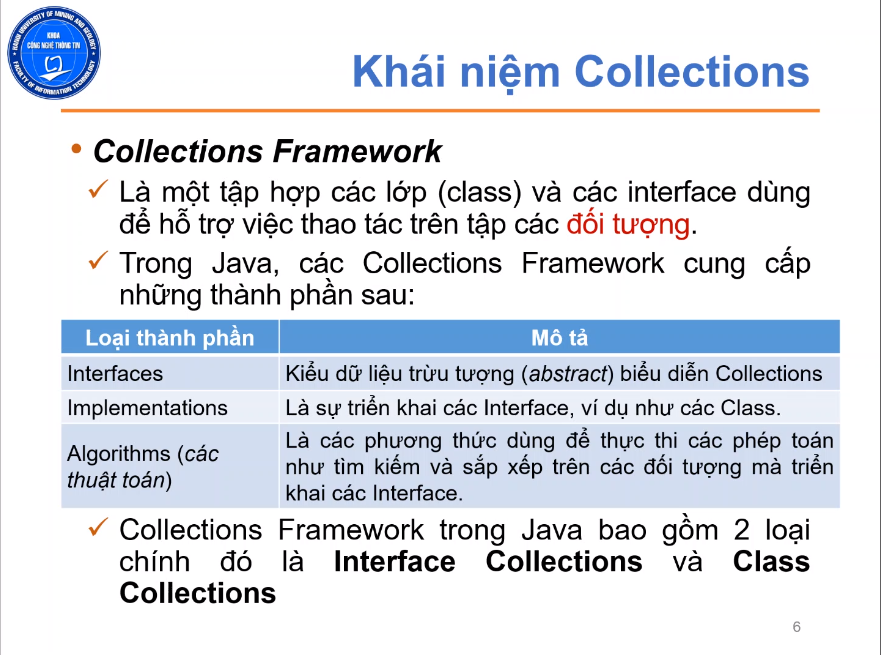 HANOI UNIVERSITY OF MINING AND GEOLOGY
KHOA
CÔNG NGHỆ THÔNG TIN
FACULTY OF INFORMATION TECHNOLOGY
Khái niệm Collections
• Collections Framework
✓ Là một tập hợp các lớp (class) và các interface dùng
để hỗ trợ việc thao tác trên tập các đối tượng.
✓ Trong Java, các Collections Framework cung cấp
những thành phần sau:
Loại thành phần Mô tả
Interfaces Kiểu dữ liệu trừu tượng (abstract) biểu diễn Collections
Implementations Là sự triển khai các Interface, ví dụ như các Class.
Algorithms (các
thuật toán)
Là các phương thức dùng để thực thi các phép toán
như tìm kiếm và sắp xếp trên các đối tượng mà triển
khai các Interface.
✓ Collections Framework trong Java bao gồm 2 loại
chính đó là Interface Collections và Class
Collections
6